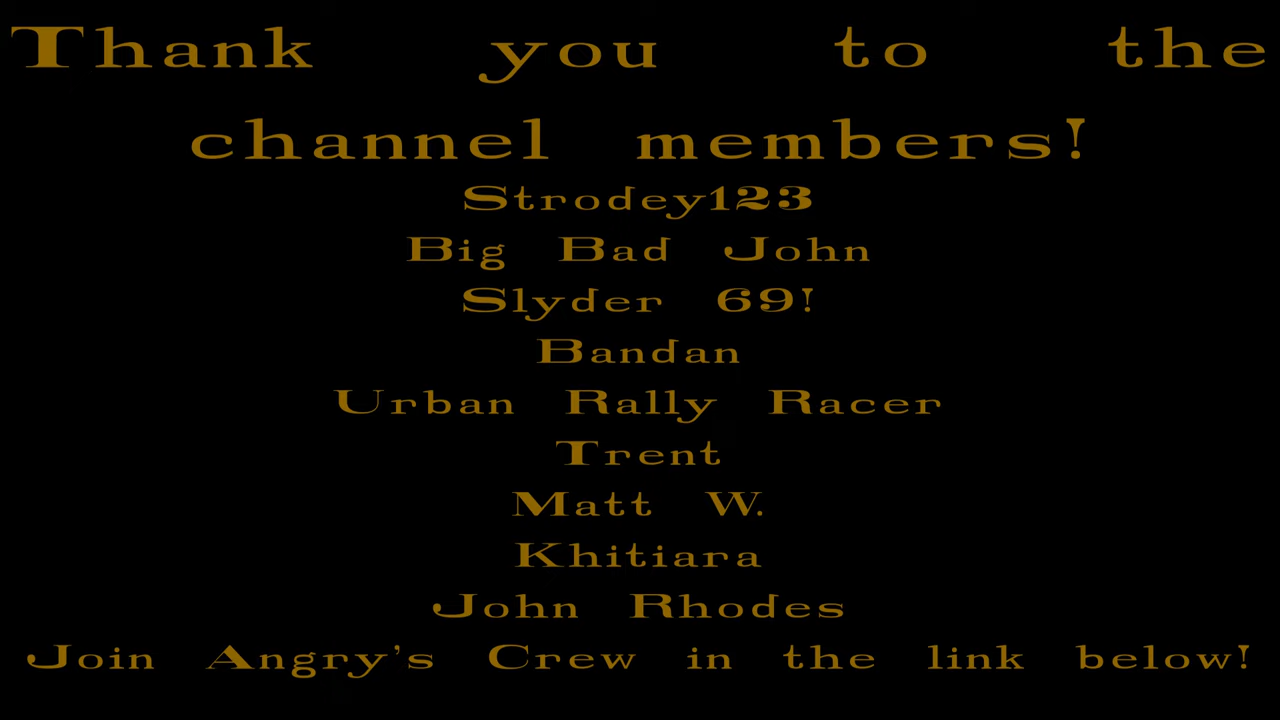 Thank you to the
channel members!
Strodey123
Big Bad John
Slyder 69!
Bandan
Urban Rally Racer
Trent
Matt W.
Khitiara
John Rhodes
Join Angry's Crew in the link below!